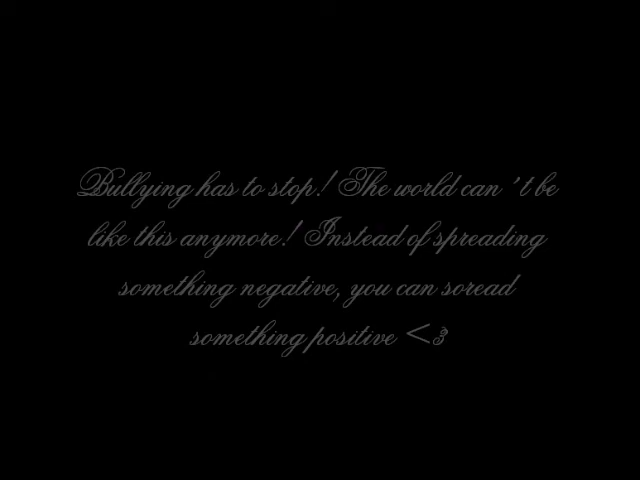 Bullying has to stop! The world can't be
like this anymore! Instead of spreading
something negative, you can soread
something positive <3